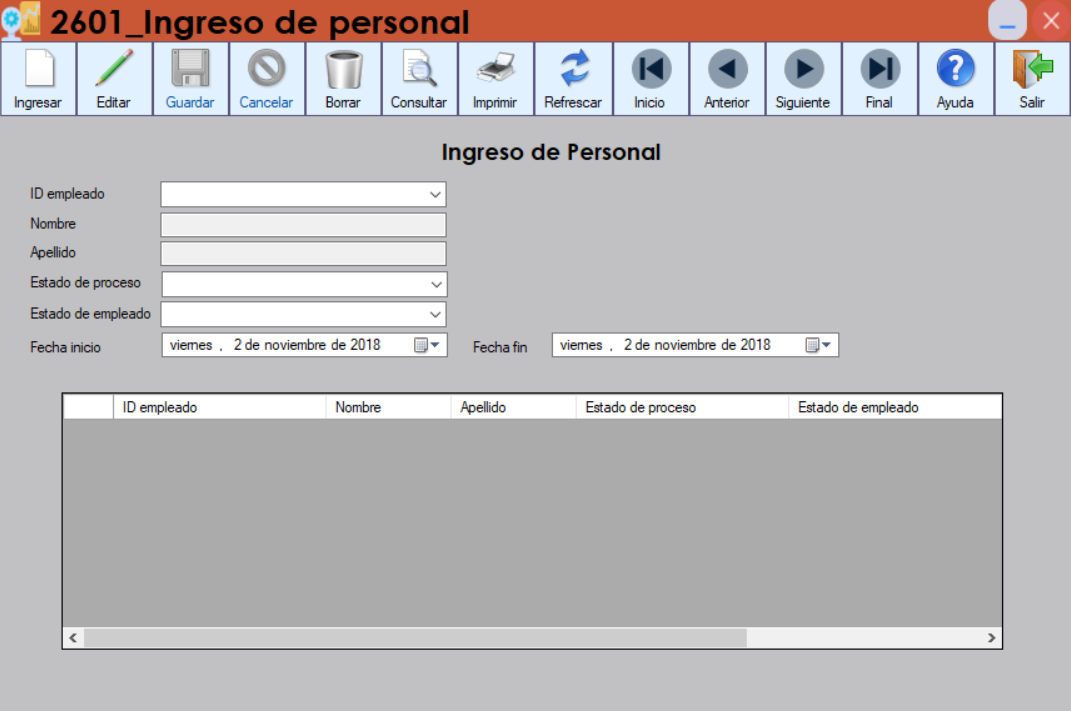 2601_Ingreso de personal
Ingresar Editar Guardar Cancelar Borrar Consultar Imprimir Refrescar Inicio Anterior Siguiente Final Ayuda Salir
Ingreso de Personal
ID empleado
Nombre
Apellido
Estado de proceso
Estado de empleado
Fecha inicio viernes , 2 de noviembre de 2018 Fecha fin viernes , 2 de noviembre de 2018
ID empleado Nombre Apellido Estado de proceso Estado de empleado